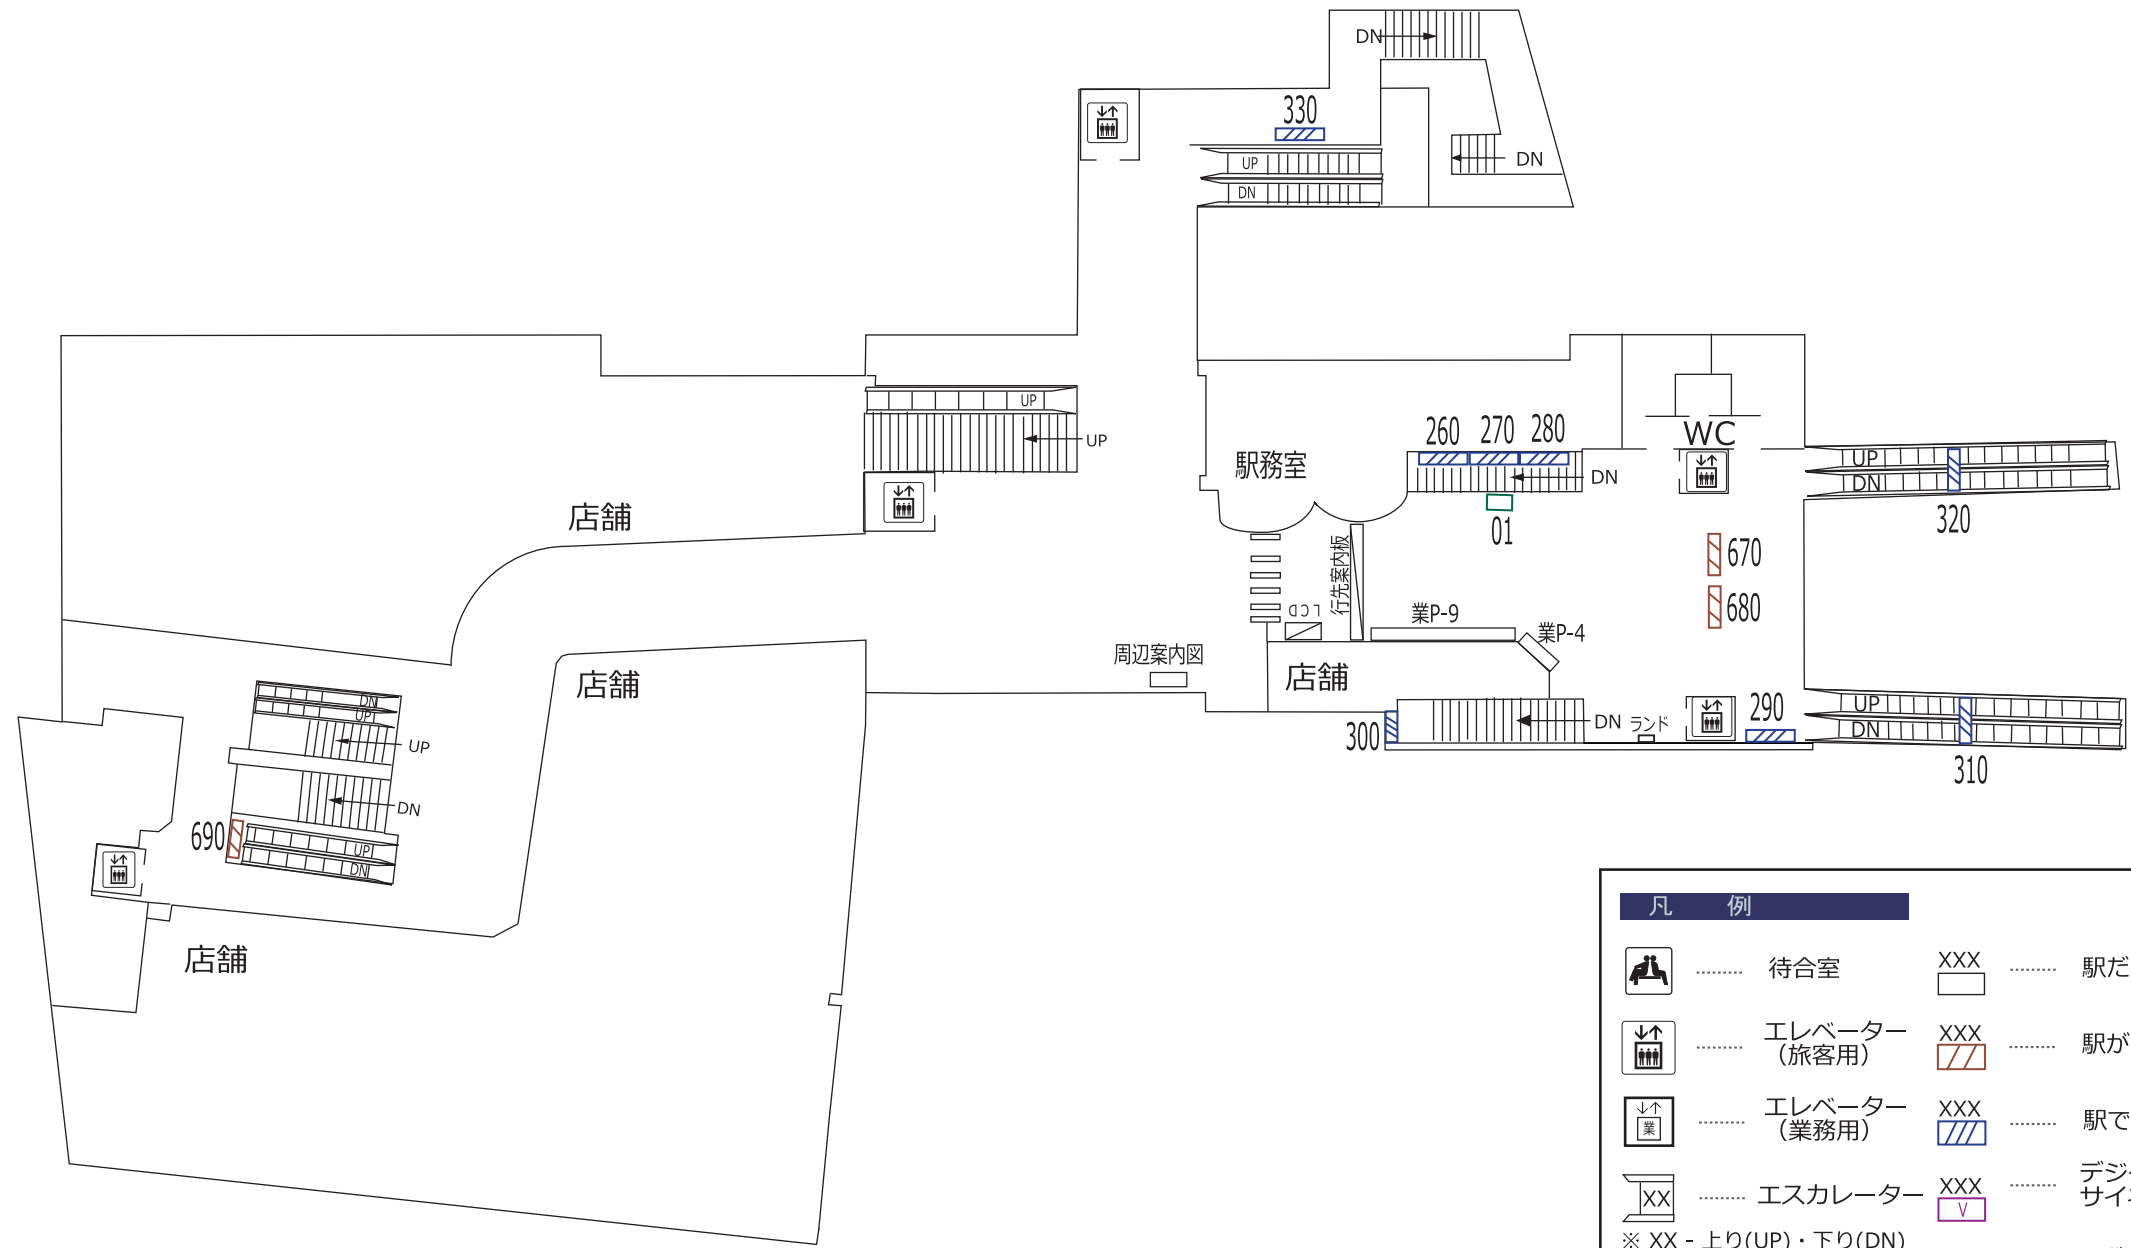 DN
330
UP
DN
DN
UP
UP
260
270
280
駅務室
WC
DN
UP
DN
店舗
01
320
行先案内板
670
680
LCD
業P-9
業P-4
周辺案内図
店舗
店舗
DN
UP
UP
DN
ランド
290
UP
DN
300
310
DN
690
UP
DN
店舗
凡 例
待合室
XXX
駅だ
エレベーター
(旅客用)
XXX
駅が
エレベーター
(業務用)
業
XXX
駅で
エスカレーター
XX
XXX
V
デジ
サイ
※ XX - 上り(UP)・下り(DN)